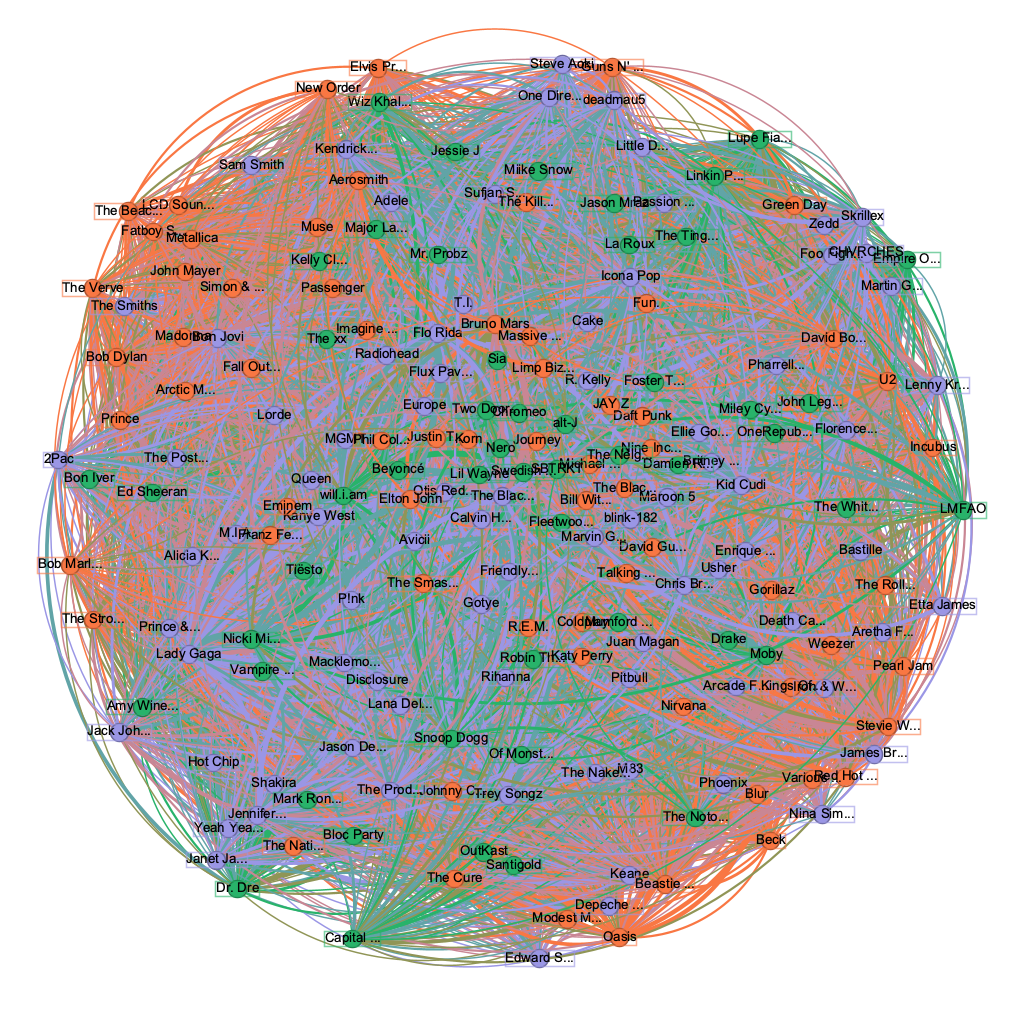 Elvis Pr...
Steve Aoki
Guns N' ...
New Order
Wiz Khal...
One Dire...
deadmau5
Kendrick...
Jessie J
Little D...
Lupe Fia...
Sam Smith
Aerosmith
Miike Snow
Linkin P...
Adele
Sufjan S...
The Kill...
Jason Mraz
Passion ...
The Beac...
LCD Soun...
Green Day
Skrillex
Fatboy S...
Metallica
Muse
Major La...
The Ting...
Zedd
La Roux
Mr. Probz
Kelly Cl...
Foo Figh...
CHVRCHES
Empire O...
John Mayer
Icona Pop
The Verve
Simon & ...
Passenger
Martin G...
The Smiths
T.I.
Fun.
Madonna
Bon Jovi
The xx
Imagine ...
Flo Rida
Bruno Mars
Massive ...
Cake
David Bo...
Bob Dylan
Radiohead
Sia
Fall Out...
Flux Pav...
Limp Biz...
Pharrell...
R. Kelly
Foster T...
U2
Lenny Kr...
Arctic M...
Prince
Lorde
Europe
Two Door...
Chromeo
alt-J
JAY Z
Daft Punk
Miley Cy...
John Leg...
Ellie Go...
OneRepub...
Florence...
2Pac
The Post...
MGMT
Phil Col...
Justin T...
Korn
Journey
Nero
Nine Inc...
Incubus
Bon Iver
Ed Sheeran
Queen
Beyoncé
Lil Wayne
Swedish ...
SBTRKT
Michael ...
The Neig...
Damien R...
Britney ...
Kid Cudi
will.i.am
Eminem
Kanye West
Elton John
Otis Red...
The Blac...
Bill Wit...
The Blac...
Maroon 5
The Whit...
LMFAO
M.I.A.
Franz Fe...
Calvin H...
Fleetwoo...
blink-182
Avicii
Marvin G...
David Gu...
Enrique ...
Bastille
Bob Marl...
Alicia K...
Tiësto
The Smas...
Friendly...
Talking ...
Chris Br...
Usher
Gorillaz
The Roll...
P!nk
Gotye
Etta James
The Stro...
Prince &...
Nicki Mi...
R.E.M.
Coldplay
Mumford ...
Juan Magan
Drake
Death Ca...
Aretha F...
Lady Gaga
Vampire ...
Macklemo...
Disclosure
Robin Th...
Katy Perry
Moby
Weezer
Pearl Jam
Rihanna
Pitbull
Arcade F...
Kings Of...
Iron & W...
Amy Wine...
Lana Del...
Nirvana
Jack Joh...
Snoop Dogg
Stevie W...
Jason De...
Of Monst...
James Br...
Hot Chip
The Nake...
M83
Shakira
Mark Ron...
The Prod...
Johnny C...
Trey Songz
Phoenix
Blur
Various ...
Red Hot ...
Jennifer...
The Noto...
Nina Sim...
Yeah Yea...
Bloc Party
Beck
Janet Ja...
The Nati...
OutKast
Santigold
Dr. Dre
The Cure
Keane
Beastie ...
Depeche ...
Modest M...
Capital ...
Oasis
Edward S...